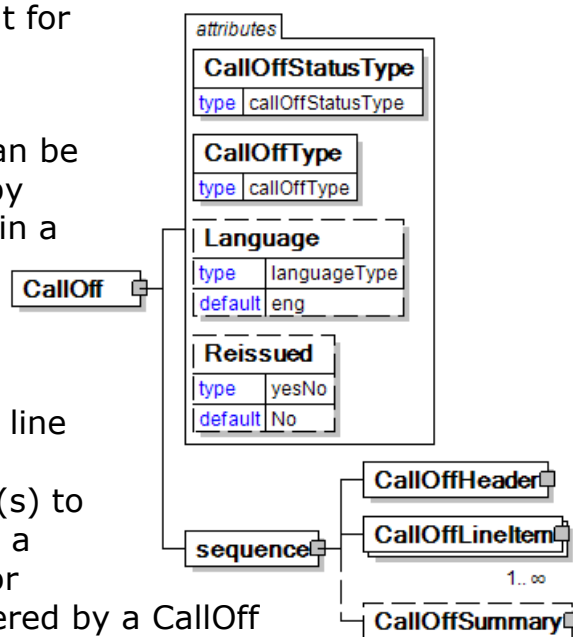 t for
an be
by
in a
line
(s) to
a
or
ered by a CallOff
attributes
CallOffStatusType
type callOffStatusType
CallOffType
type callOffType
Language
type languageType
default eng
Reissued
type yesNo
default No
CallOff
sequence
CallOffHeader
CallOffLineItem
1.. ∞
CallOffSummary